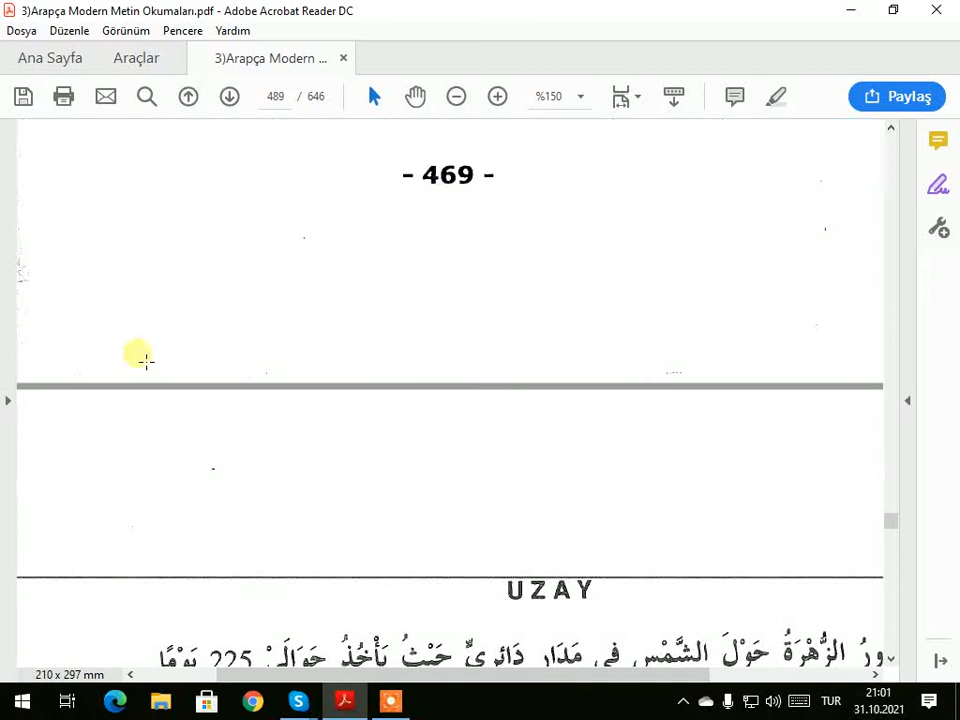 3)Arapça Modern Metin Okumaları.pdf - Adobe Acrobat Reader DC
Dosya Düzenle Görünüm Pencere Yardım
Ana Sayfa Araçlar 3)Arapça Modern ...
489 / 646 %150 Paylaş
- 469 -
UZAY
ورُ الزُّهْرَةُ حَوْلَ الشَّمْسِ فِي مَدَارٍ دَائِرِيٍّ حَيْثُ يَأْخُذُ حَوَالَيْ 225 يَوْمًا
210 x 297 mm
TUR
21:01
31.10.2021